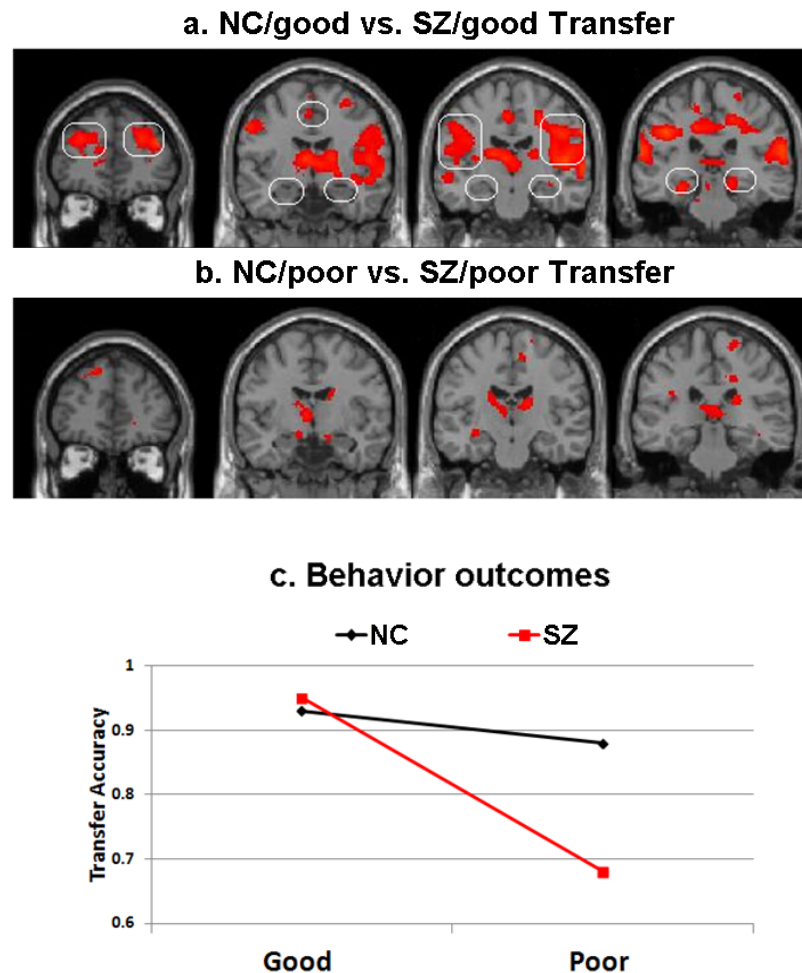 a. NC/good vs. SZ/good Transfer
b. NC/poor vs. SZ/poor Transfer
c. Behavior outcomes
NC
SZ
Transfer Accuracy
1
0.9
0.8
0.7
0.6
Good
Poor